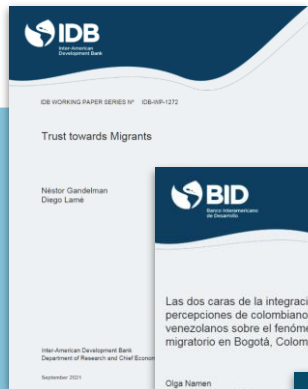 IDB
Inter-American
Development Bank
IDB WORKING PAPER SERIES Nº IDB-WP-1272
Trust towards Migrants
Néstor Gandelman
Diego Lamé
Inter-American Development Bank
Department of Research and Chief Econom
September 2021
BID
Banco Interamericano
de Desarrollo
Las dos caras de la integraci
percepciones de colombiano
venezolanos sobre el fenóme
migratorio en Bogotá, Colom
Olga Namen